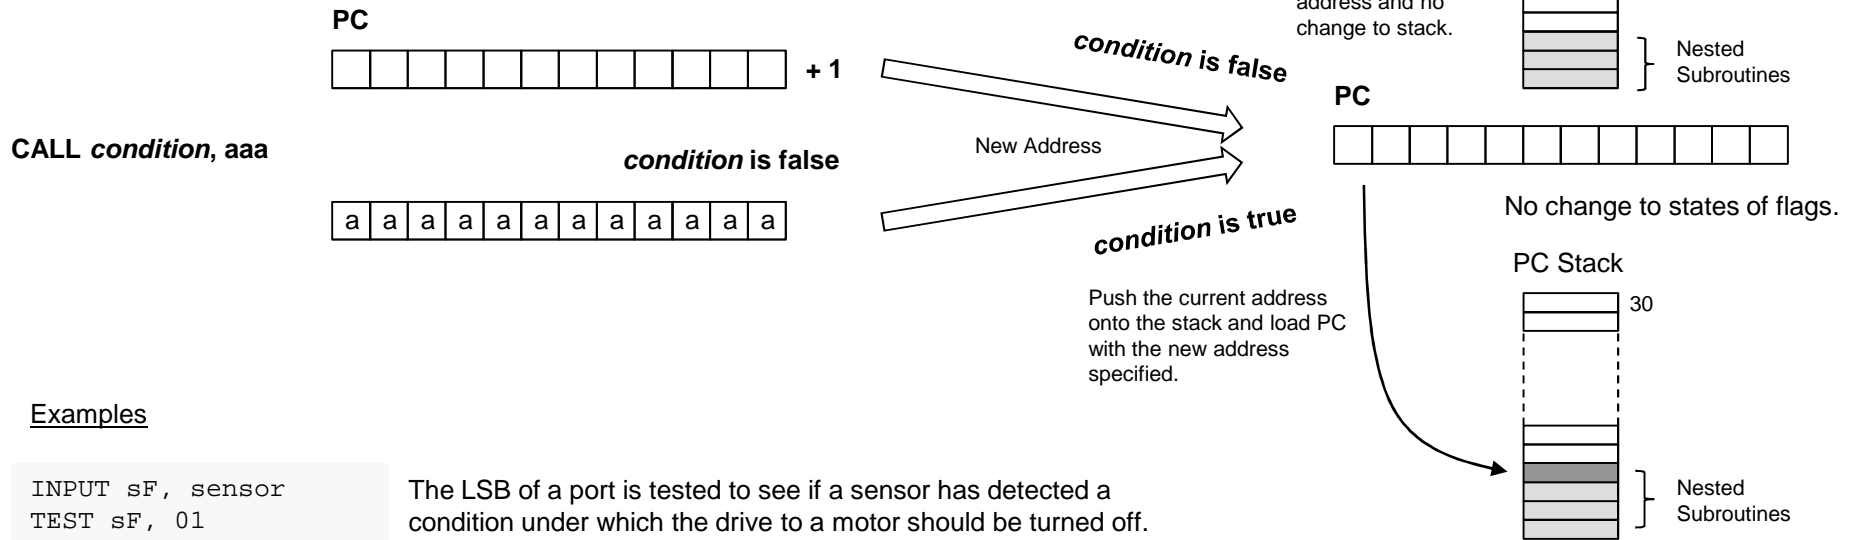 address and no
change to stack.
PC
condition is false
Nested
Subroutines
+ 1
PC
CALL condition, aaa
condition is false
New Address
a a a a a a a a a a a a
condition is true
No change to states of flags.
PC Stack
Push the current address
onto the stack and load PC
with the new address
specified.
30
Examples
INPUT sF, sensor
TEST sF, 01
The LSB of a port is tested to see if a sensor has detected a
condition under which the drive to a motor should be turned off.
Nested
Subroutines